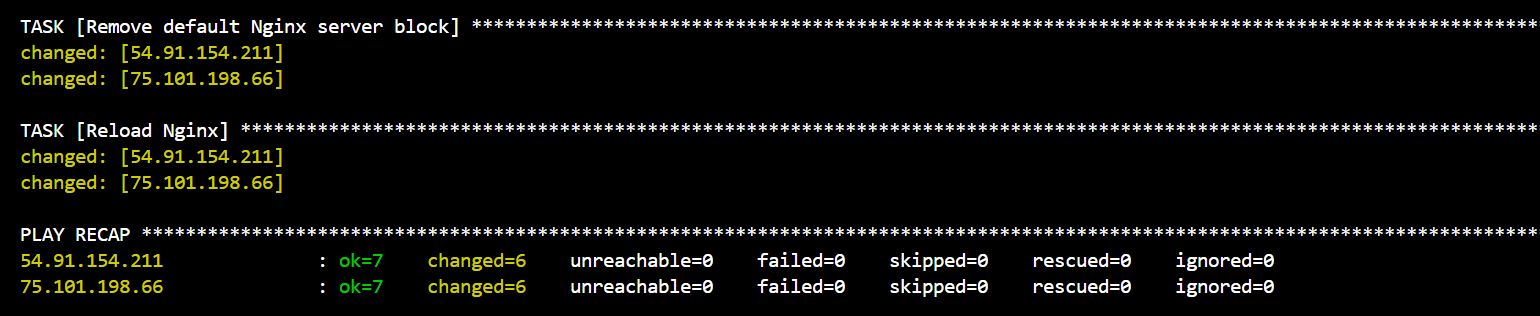 TASK [Remove default Nginx server block] *************************************************************************************************
changed: [54.91.154.211]
changed: [75.101.198.66]
TASK [Reload Nginx] **********************************************************************************************************************
changed: [54.91.154.211]
changed: [75.101.198.66]
PLAY RECAP *******************************************************************************************************************************
54.91.154.211 : ok=7 changed=6 unreachable=0 failed=0 skipped=0 rescued=0 ignored=0
75.101.198.66 : ok=7 changed=6 unreachable=0 failed=0 skipped=0 rescued=0 ignored=0